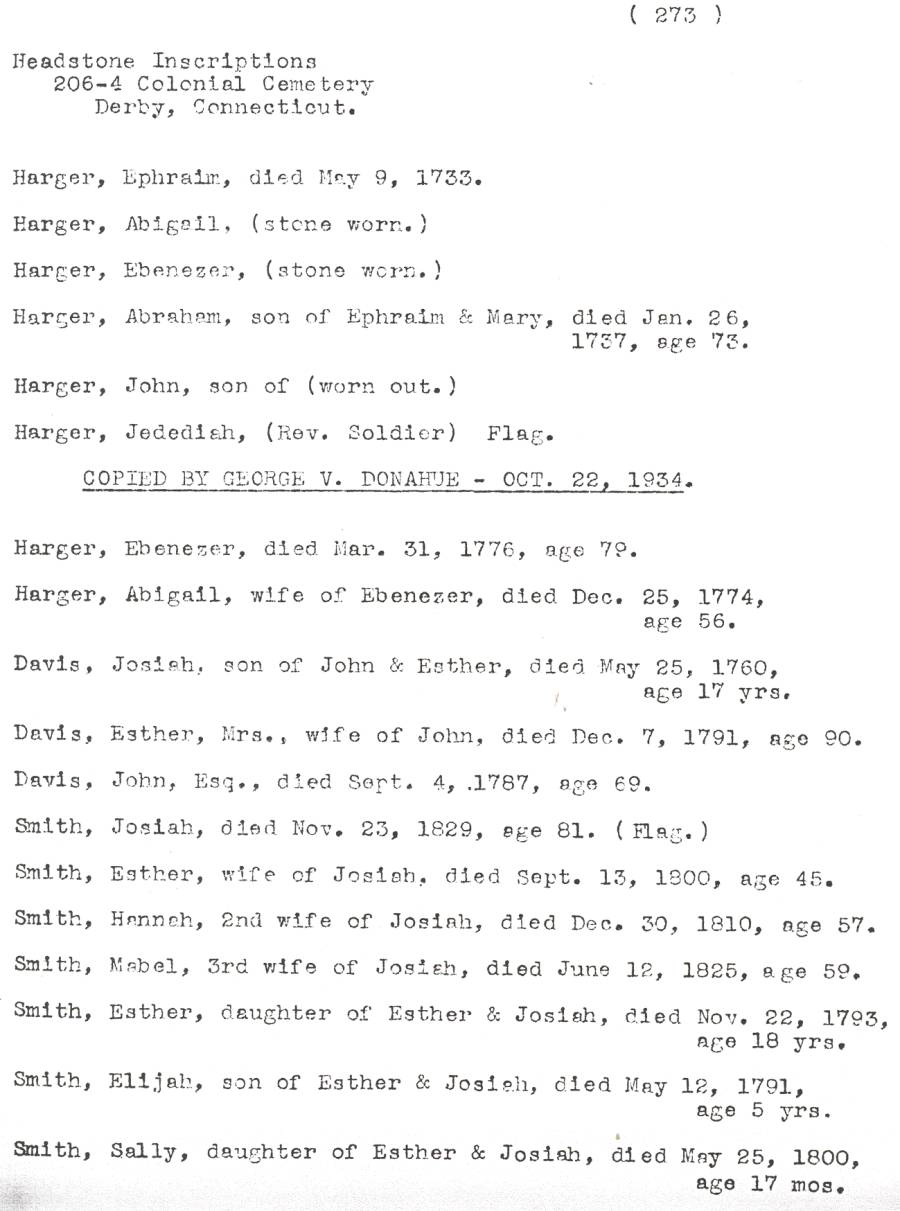 ( 273 )
Headstone Inscriptions
206-4 Colonial Cemetery
Derby, Connecticut.
Harger, Ephraim, died May 9, 1733.
Harger, Abigail, (stone worn.)
Harger, Ebenezer, (stone worn.)
Harger, Abraham, son of Ephraim & Mary, died Jan. 26,
1737, age 73.
Harger, John, son of (worn out.)
Harger, Jedediah, (Rev. Soldier) Flag.
COPIED BY GEORGE V. DONAHUE - OCT. 22, 1934.
Harger, Ebenezer, died Mar. 31, 1776, age 79.
Harger, Abigail, wife of Ebenezer, died Dec. 25, 1774,
age 56.
Davis, Josiah, son of John & Esther, died May 25, 1760,
age 17 yrs.
Davis, Esther, Mrs., wife of John, died Dec. 7, 1791, age 90.
Davis, John, Esq., died Sept. 4, .1787, age 69.
Smith, Josiah, died Nov. 23, 1829, age 81. (Flag.)
Smith, Esther, wife of Josiah, died Sept. 13, 1800, age 45.
Smith, Hannah, 2nd wife of Josiah, died Dec. 30, 1810, age 57.
Smith, Mabel, 3rd wife of Josiah, died June 12, 1825, age 59.
Smith, Esther, daughter of Esther & Josiah, died Nov. 22, 1793,
age 18 yrs.
Smith, Elijah, son of Esther & Josiah, died May 12, 1791,
age 5 yrs.
Smith, Sally, daughter of Esther & Josiah, died May 25, 1800,
age 17 mos.